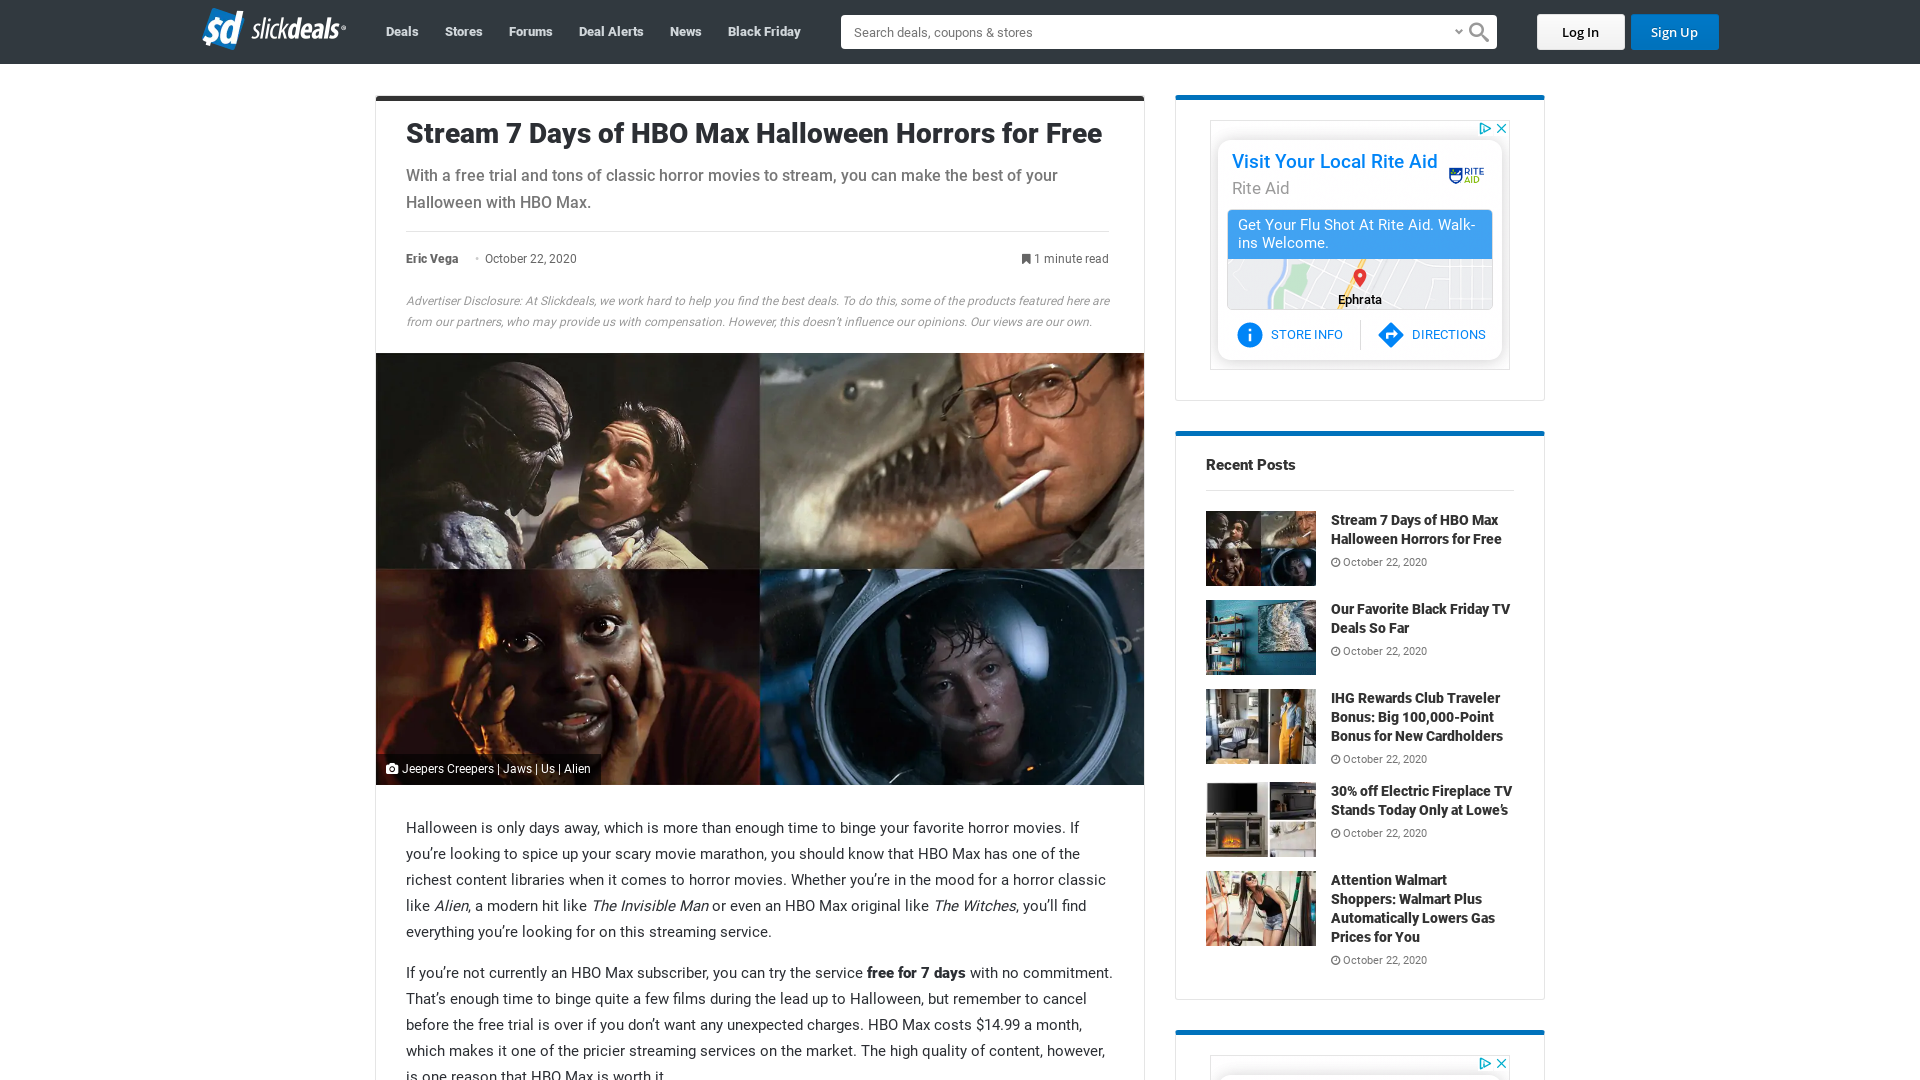 sd slickdeals
Deals Stores Forums Deal Alerts News Black Friday
Search deals, coupons & stores
Log In Sign Up
Stream 7 Days of HBO Max Halloween Horrors for Free
With a free trial and tons of classic horror movies to stream, you can make the best of your
Halloween with HBO Max.
Eric Vega • October 22, 2020
1 minute read
Advertiser Disclosure: At Slickdeals, we work hard to help you find the best deals. To do this, some of the products featured here are
from our partners, who may provide us with compensation. However, this doesn’t influence our opinions. Our views are our own.
Jeepers Creepers | Jaws | Us | Alien
Halloween is only days away, which is more than enough time to binge your favorite horror movies. If
you’re looking to spice up your scary movie marathon, you should know that HBO Max has one of the
richest content libraries when it comes to horror movies. Whether you’re in the mood for a horror classic
like Alien, a modern hit like The Invisible Man or even an HBO Max original like The Witches, you’ll find
everything you’re looking for on this streaming service.
If you’re not currently an HBO Max subscriber, you can try the service free for 7 days with no commitment.
That’s enough time to binge quite a few films during the lead up to Halloween, but remember to cancel
before the free trial is over if you don’t want any unexpected charges. HBO Max costs $14.99 a month,
which makes it one of the pricier streaming services on the market. The high quality of content, however,
is one reason that HBO Max is worth it.
Visit Your Local Rite Aid
Rite Aid
RITE
AID
Get Your Flu Shot At Rite Aid. Walk-
ins Welcome.
Ephrata
STORE INFO
DIRECTIONS
Recent Posts
Stream 7 Days of HBO Max
Halloween Horrors for Free
October 22, 2020
Our Favorite Black Friday TV
Deals So Far
October 22, 2020
IHG Rewards Club Traveler
Bonus: Big 100,000-Point
Bonus for New Cardholders
October 22, 2020
30% off Electric Fireplace TV
Stands Today Only at Lowe’s
October 22, 2020
Attention Walmart
Shoppers: Walmart Plus
Automatically Lowers Gas
Prices for You
October 22, 2020